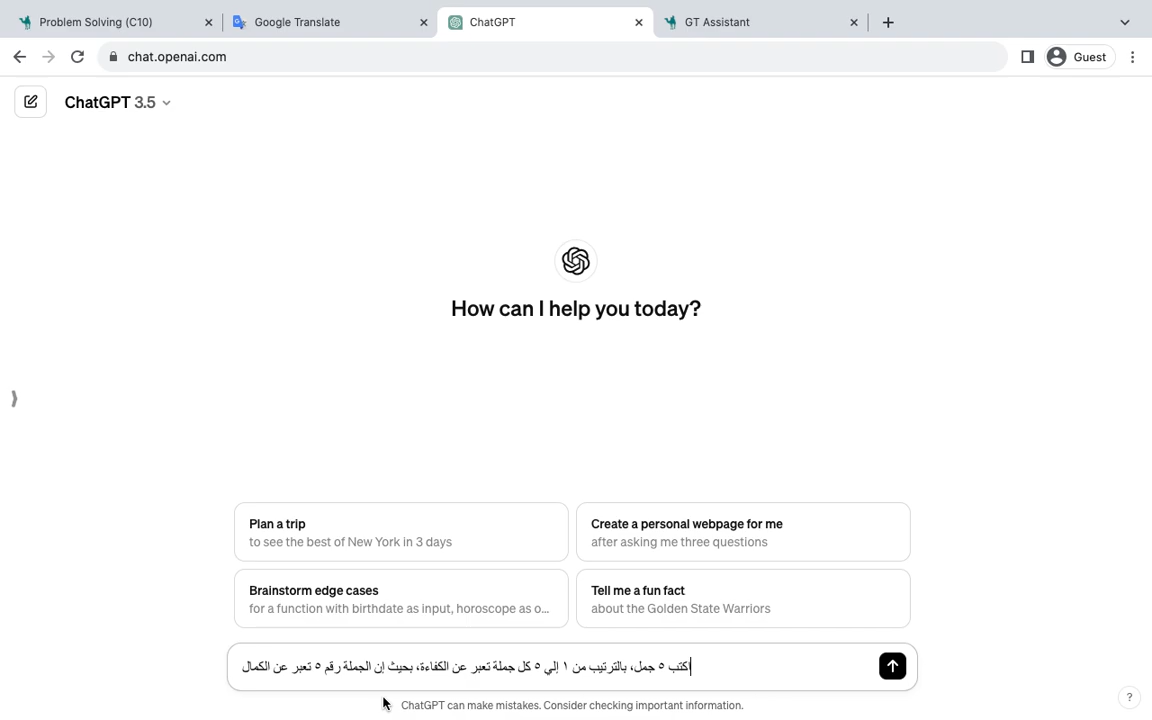 Problem Solving (C10)
Google Translate
ChatGPT
GT Assistant
chat.openai.com
Guest
ChatGPT 3.5
How can I help you today?
Plan a trip
to see the best of New York in 3 days
Create a personal webpage for me
after asking me three questions
Brainstorm edge cases
for a function with birthdate as input, horoscope as o...
Tell me a fun fact
about the Golden State Warriors
اكتب ٥ جمل، بالترتيب من ١ إلي ٥ كل جملة تعبر عن الكفاءة، بحيث إن الجملة رقم ٥ تعبر عن الكمال
ChatGPT can make mistakes. Consider checking important information.
?